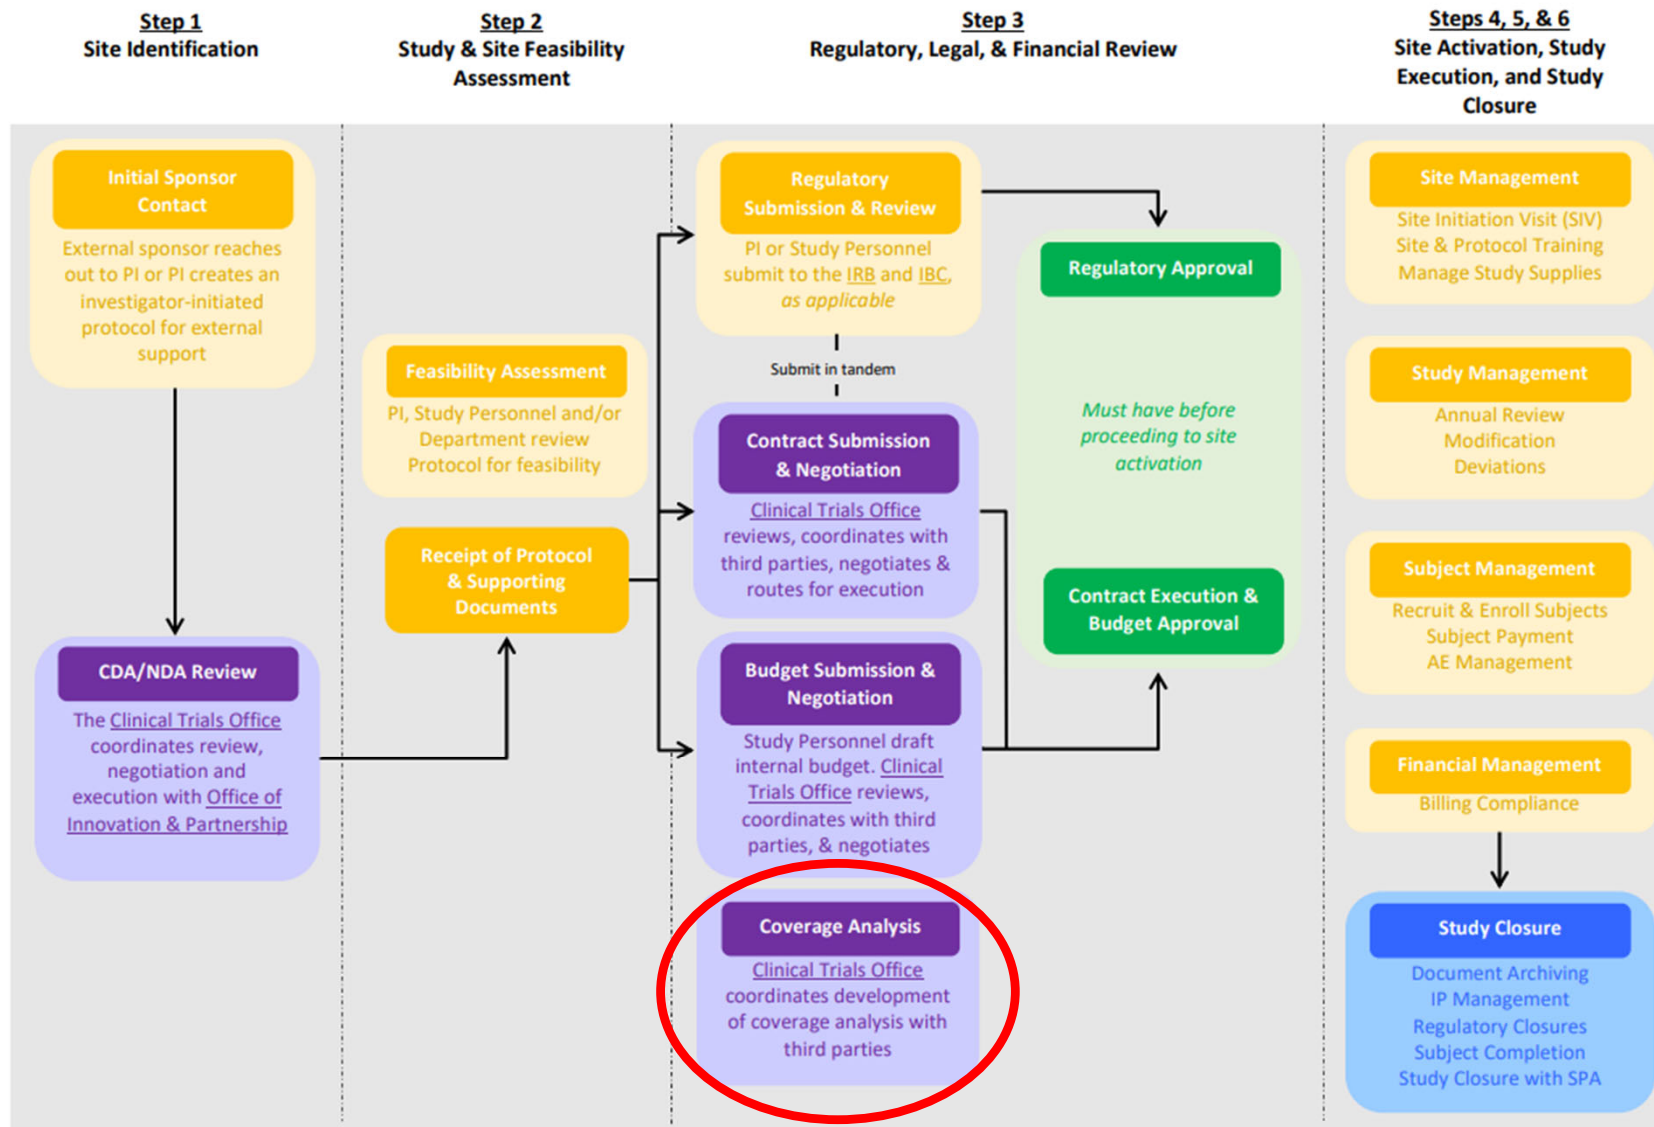 Step 1
Site Identification
Step 2
Study & Site Feasibility
Assessment
Step 3
Regulatory, Legal, & Financial Review
Steps 4, 5, & 6
Site Activation, Study
Execution, and Study
Closure
Initial Sponsor
Contact
External sponsor reaches
out to PI or PI creates an
investigator-initiated
protocol for external
support
CDA/NDA Review
The Clinical Trials Office
coordinates review,
negotiation and
execution with Office of
Innovation & Partnership
Feasibility Assessment
PI, Study Personnel and/or
Department review
Protocol for feasibility
Receipt of Protocol
& Supporting
Documents
Regulatory
Submission & Review
PI or Study Personnel
submit to the IRB and IBC,
as applicable
Submit in tandem
Contract Submission
& Negotiation
Clinical Trials Office
reviews, coordinates with
third parties, negotiates &
routes for execution
Budget Submission &
Negotiation
Study Personnel draft
internal budget. Clinical
Trials Office reviews,
coordinates with third
parties, & negotiates
Coverage Analysis
Clinical Trials Office
coordinates development
of coverage analysis with
third parties
Regulatory Approval
Must have before
proceeding to site
activation
Contract Execution &
Budget Approval
Site Management
Site Initiation Visit (SIV)
Site & Protocol Training
Manage Study Supplies
Study Management
Annual Review
Modification
Deviations
Subject Management
Recruit & Enroll Subjects
Subject Payment
AE Management
Financial Management
Billing Compliance
Study Closure
Document Archiving
IP Management
Regulatory Closures
Subject Completion
Study Closure with SPA